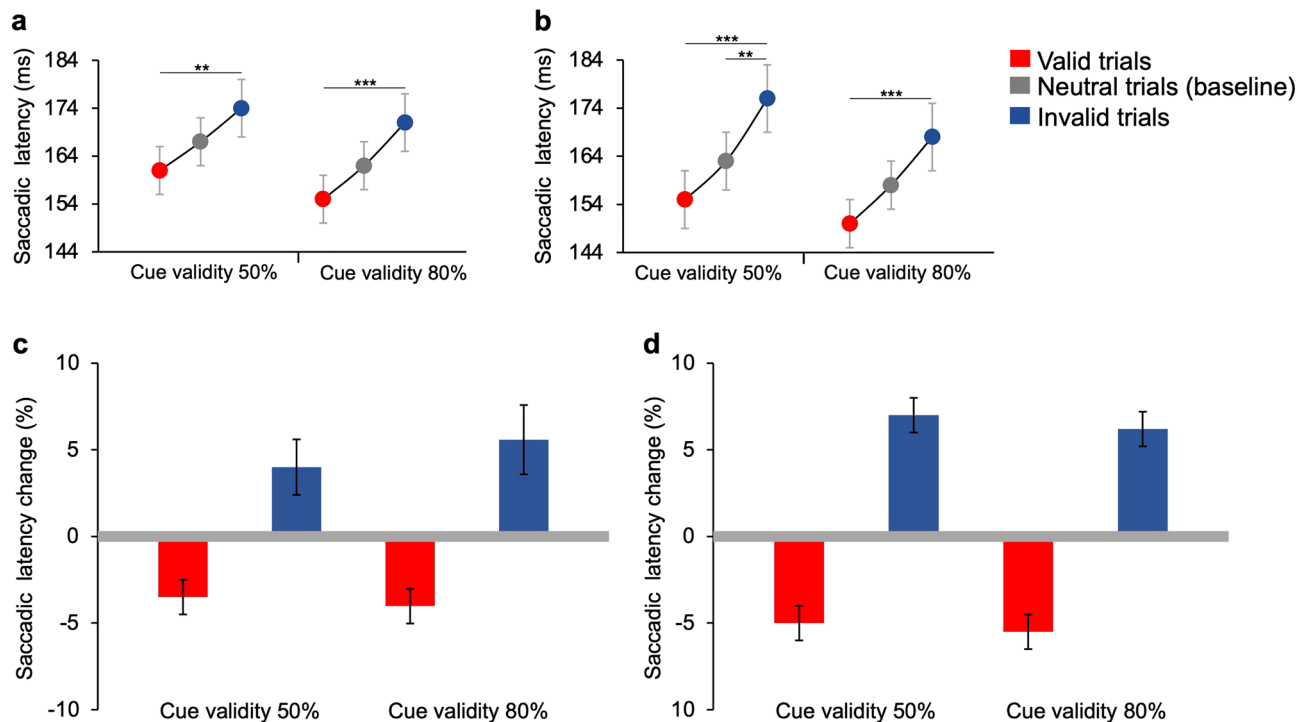 a
Saccadic latency (ms)
184
174
164
154
144
**
***
Cue validity 50%
Cue validity 80%
b
Saccadic latency (ms)
184
174
164
154
144
***
**
***
Cue validity 50%
Cue validity 80%
Valid trials
Neutral trials (baseline)
Invalid trials
c
Saccadic latency change (%)
10
5
0
-5
-10
Cue validity 50%
Cue validity 80%
d
Saccadic latency change (%)
10
5
0
-5
10
Cue validity 50%
Cue validity 80%